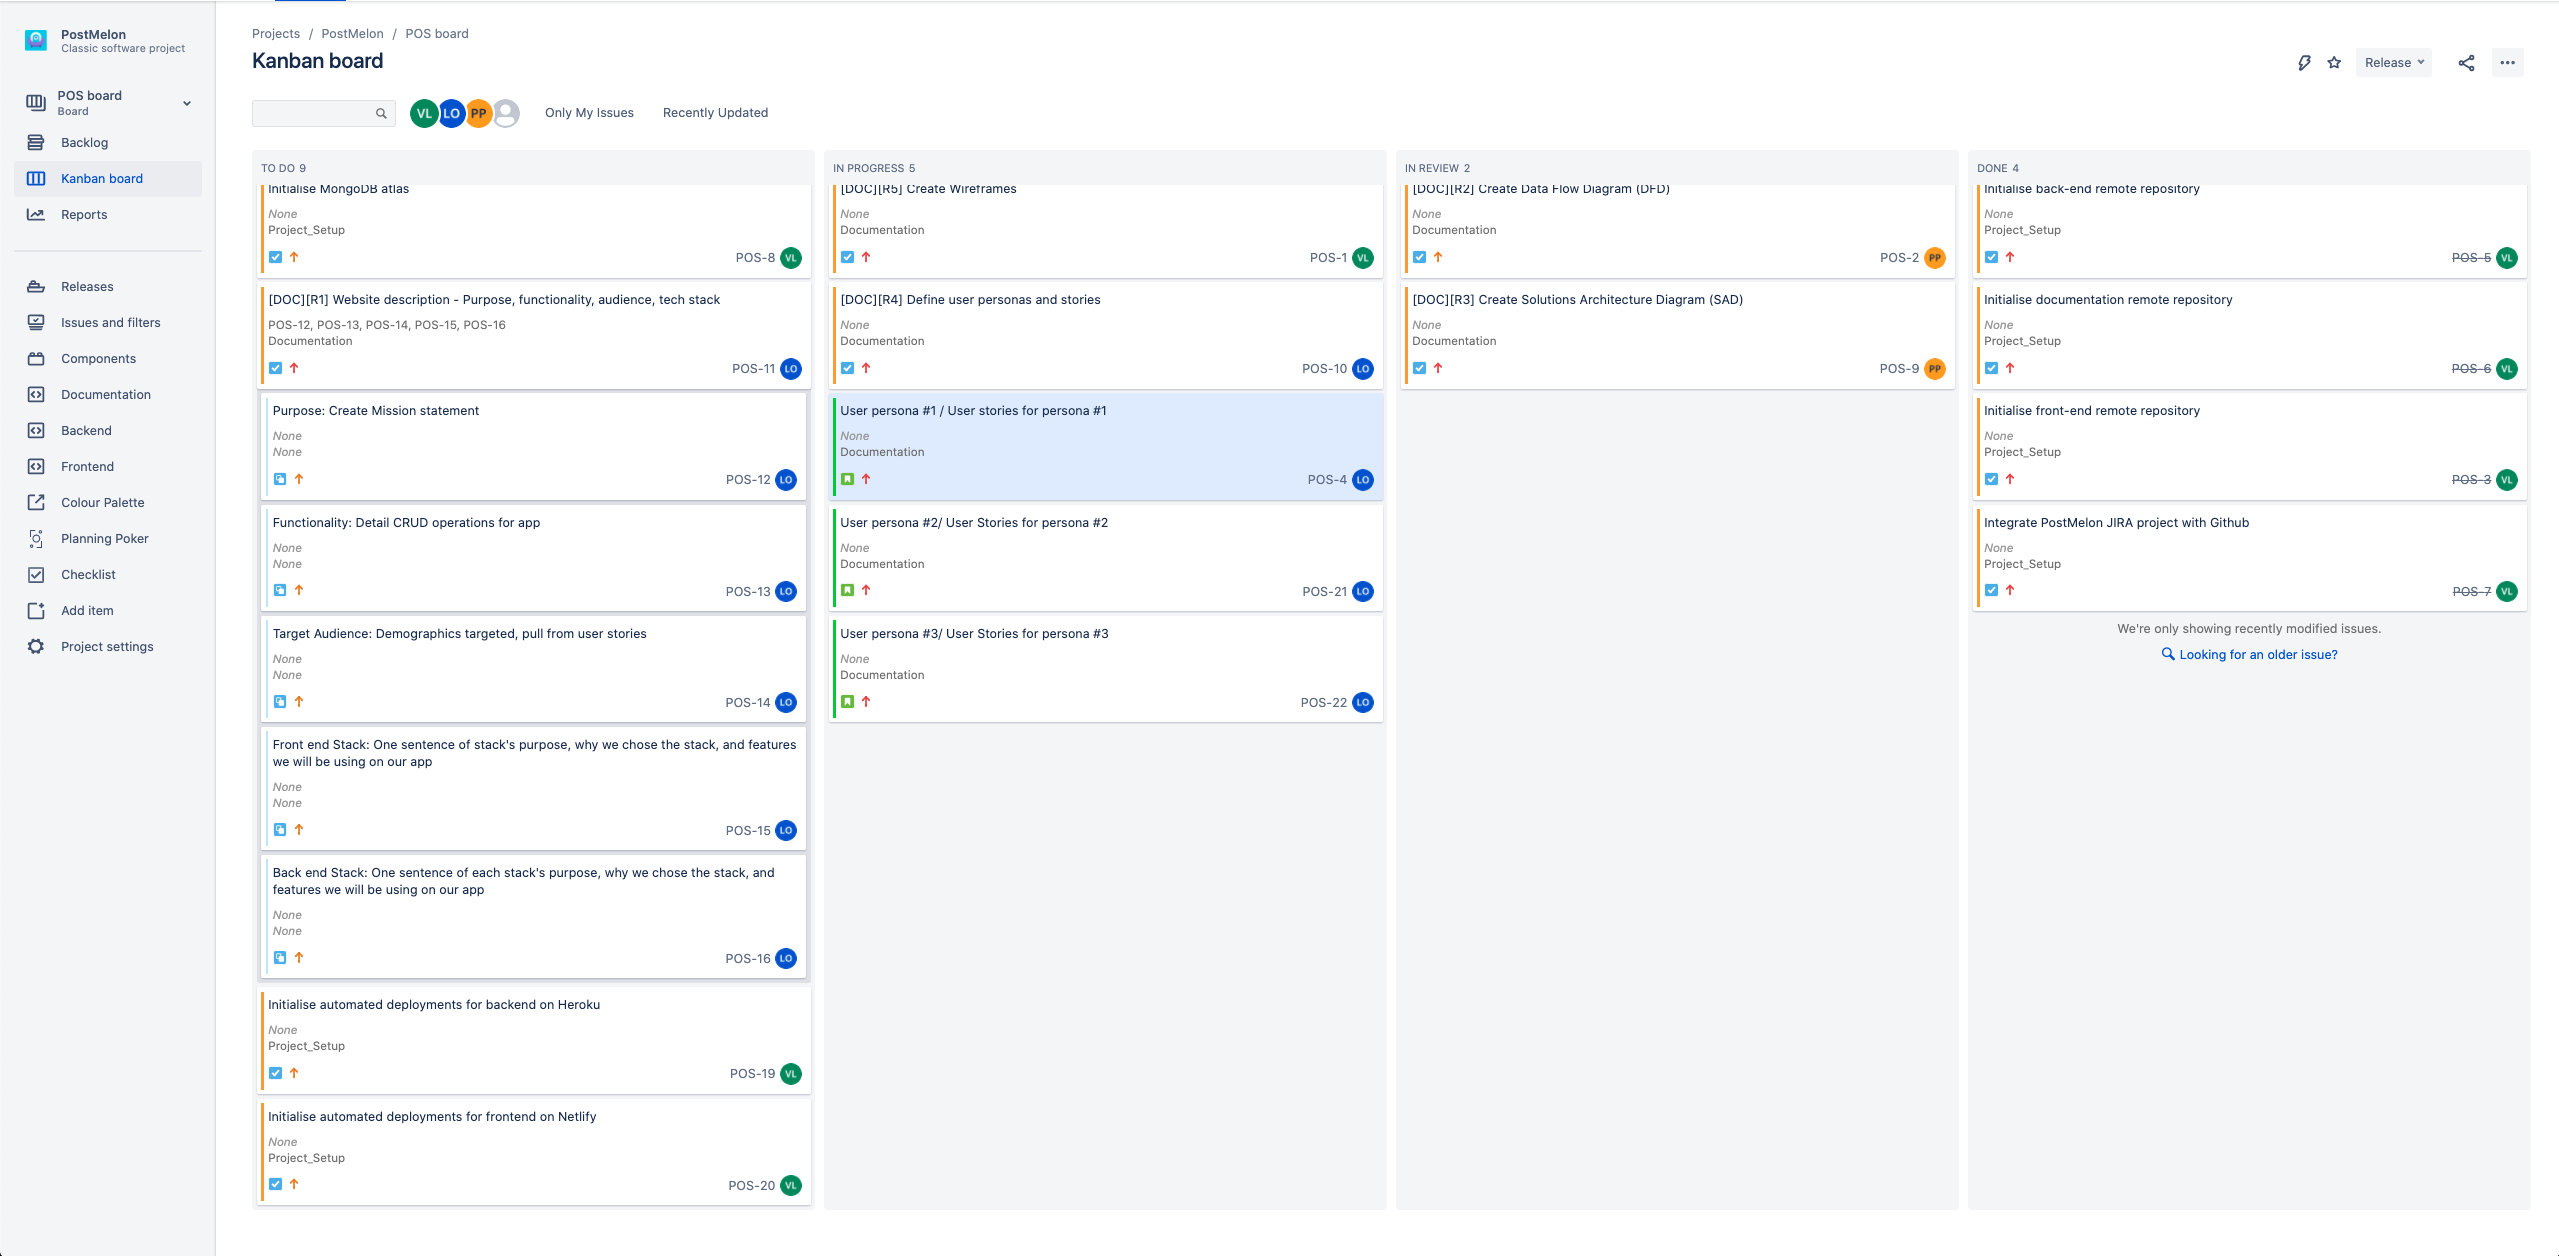 PostMelon
Classic software project
POS board
Board
Backlog
Kanban board
Reports
Releases
Issues and filters
Components
Documentation
Backend
Frontend
Colour Palette
Planning Poker
Checklist
Add item
Project settings
Projects / PostMelon / POS board
Kanban board
Release
VL LO PP
Only My Issues
Recently Updated
TO DO 9
Initialise MongoDB atlas
None
Project_Setup
POS-8 VL
[DOC][R1] Website description - Purpose, functionality, audience, tech stack
POS-12, POS-13, POS-14, POS-15, POS-16
Documentation
POS-11 LO
Purpose: Create Mission statement
None
None
POS-12 LO
Functionality: Detail CRUD operations for app
None
None
POS-13 LO
Target Audience: Demographics targeted, pull from user stories
None
None
POS-14 LO
Front end Stack: One sentence of stack's purpose, why we chose the stack, and features
we will be using on our app
None
None
POS-15 LO
Back end Stack: One sentence of each stack's purpose, why we chose the stack, and
features we will be using on our app
None
None
POS-16 LO
Initialise automated deployments for backend on Heroku
None
Project_Setup
POS-19 VL
Initialise automated deployments for frontend on Netlify
None
Project_Setup
POS-20 VL
IN PROGRESS 5
[DOC][R5] Create Wireframes
None
Documentation
POS-1 VL
[DOC][R4] Define user personas and stories
None
Documentation
POS-10 LO
User persona #1 / User stories for persona #1
None
Documentation
POS-4 LO
User persona #2/ User Stories for persona #2
None
Documentation
POS-21 LO
User persona #3/ User Stories for persona #3
None
Documentation
POS-22 LO
IN REVIEW 2
[DOC][R2] Create Data Flow Diagram (DFD)
None
Documentation
POS-2 PP
[DOC][R3] Create Solutions Architecture Diagram (SAD)
None
Documentation
POS-9 PP
DONE 4
Initialise back-end remote repository
None
Project_Setup
POS-5 VL
Initialise documentation remote repository
None
Project_Setup
POS-6 VL
Initialise front-end remote repository
None
Project_Setup
POS-3 VL
Integrate PostMelon JIRA project with Github
None
Project_Setup
POS-7 VL
We're only showing recently modified issues.
Looking for an older issue?